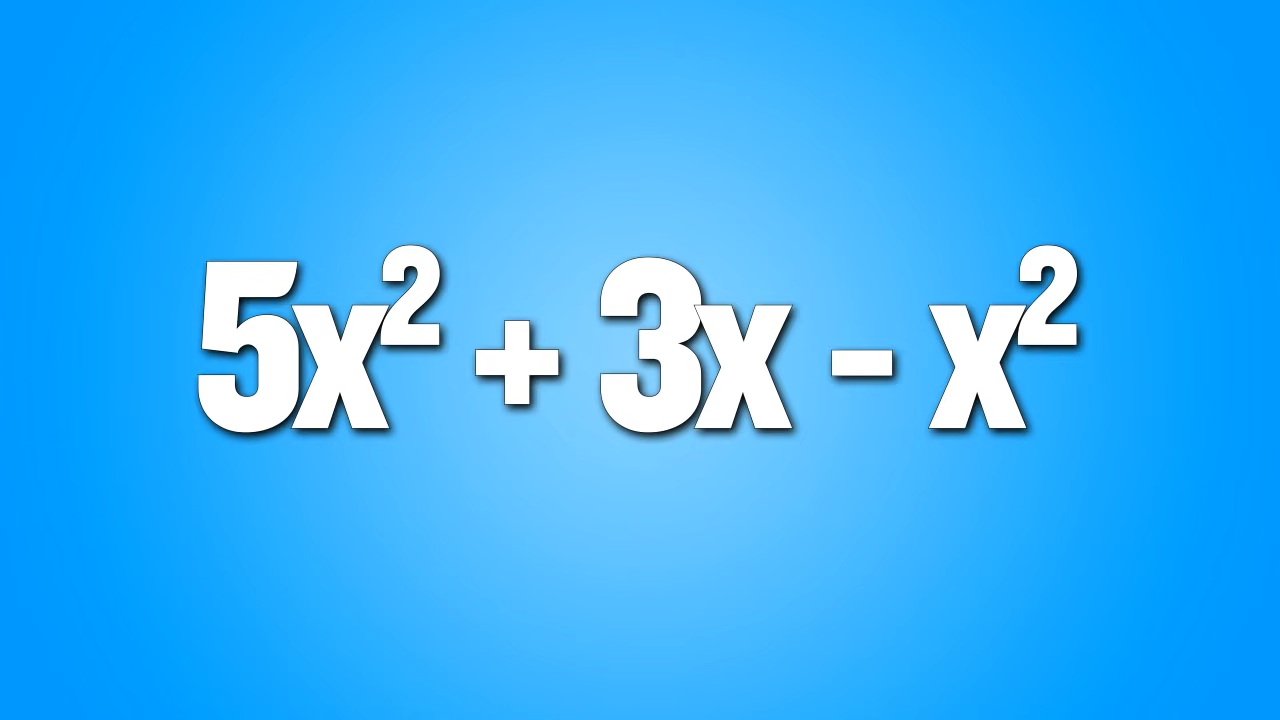 5x² + 3x - x²